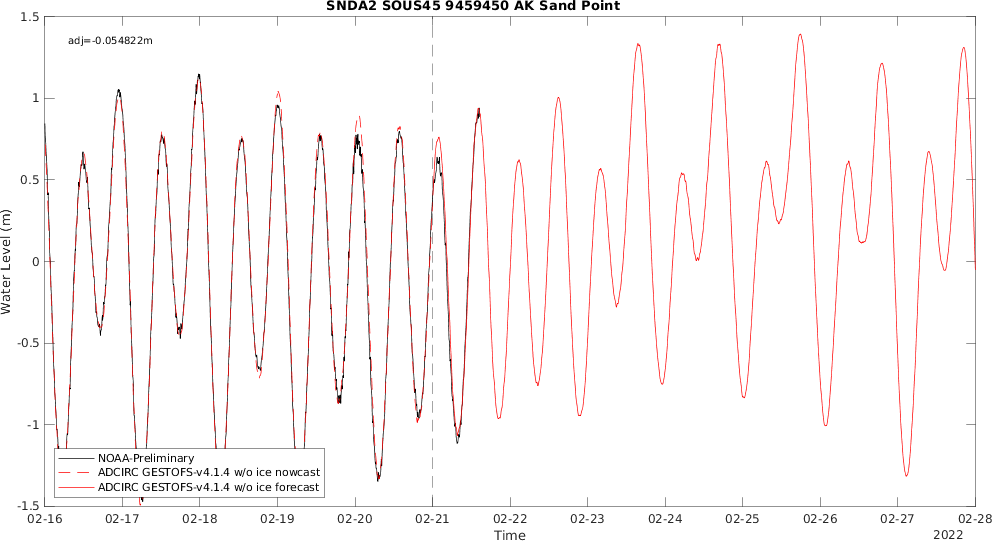 SNDA2 SOUS45 9459450 AK Sand Point
adj=-0.054822m
Water Level (m)
1.5
1
0.5
0
-0.5
-1
-1.5
NOAA-Preliminary
ADCIRC GESTOFS-v4.1.4 w/o ice nowcast
ADCIRC GESTOFS-v4.1.4 w/o ice forecast
02-16 02-17 02-18 02-19 02-20 02-21 02-22 02-23 02-24 02-25 02-26 02-27 02-28
Time
2022